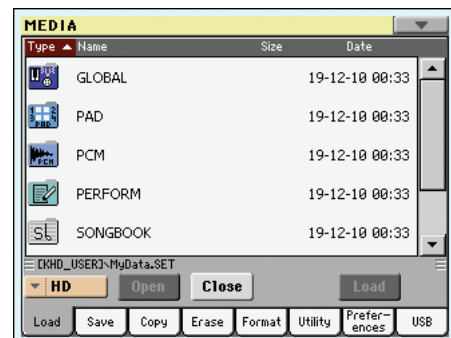 MEDIA
Type Name Size Date
GLOBAL 19-12-10 00:33
PAD 19-12-10 00:33
PCM 19-12-10 00:33
PERFORM 19-12-10 00:33
SONGBOOK 19-12-10 00:33
[KHD_USER]\MyData.SET
HD Open Close Load
Load Save Copy Erase Format Utility Prefer-ences USB